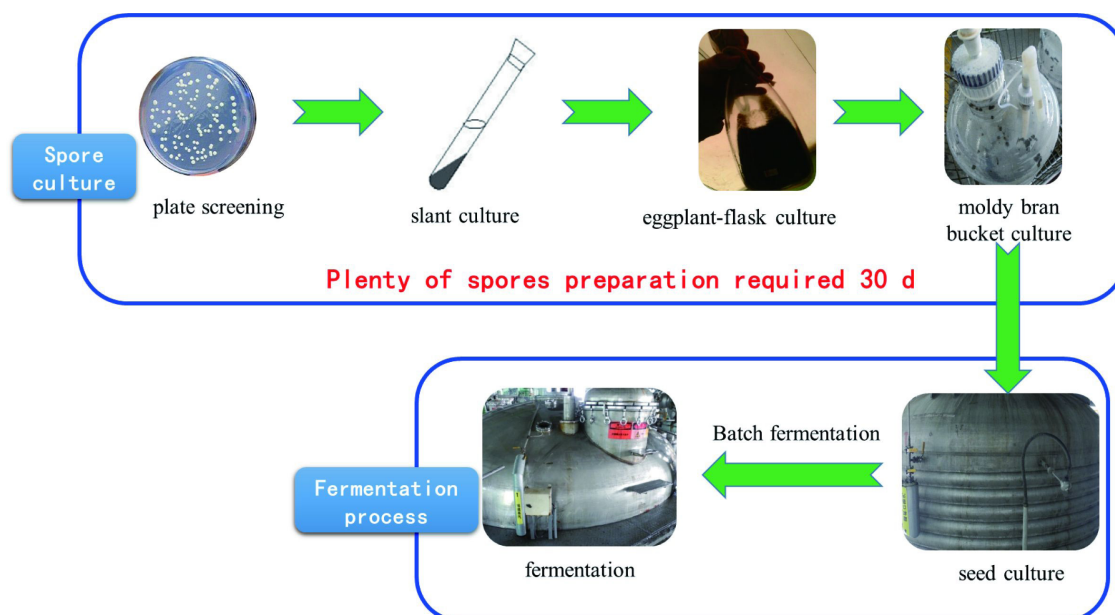 Spore
culture
plate screening
slant culture
eggplant-flask culture
moldy bran
bucket culture
Plenty of spores preparation required 30 d
Batch fermentation
Fermentation
process
fermentation
seed culture